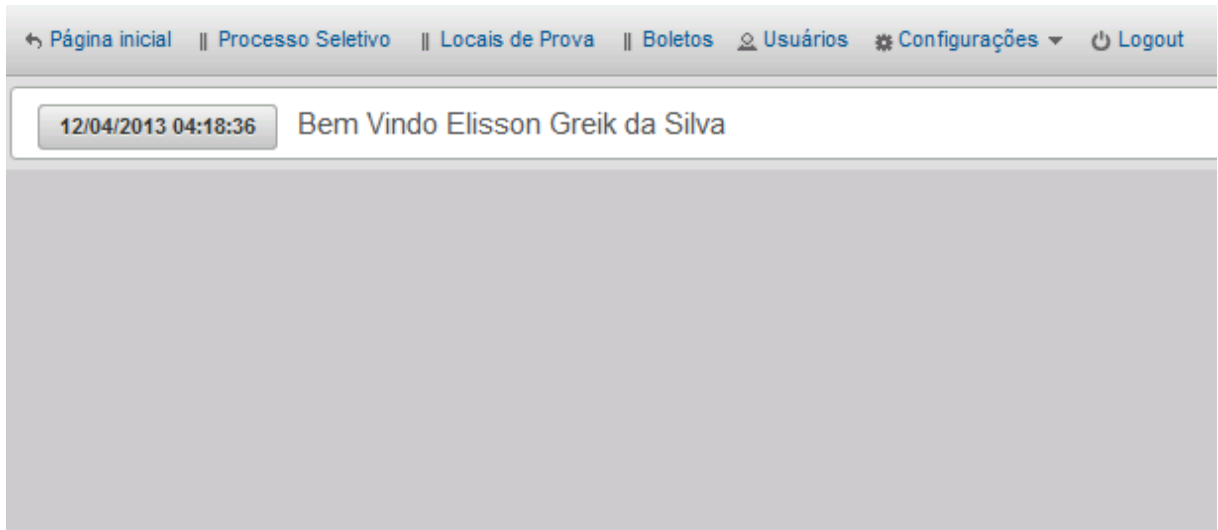 Página inicial || Processo Seletivo || Locais de Prova || Boletos Usuários Configurações Logout
12/04/2013 04:18:36 Bem Vindo Elisson Greik da Silva